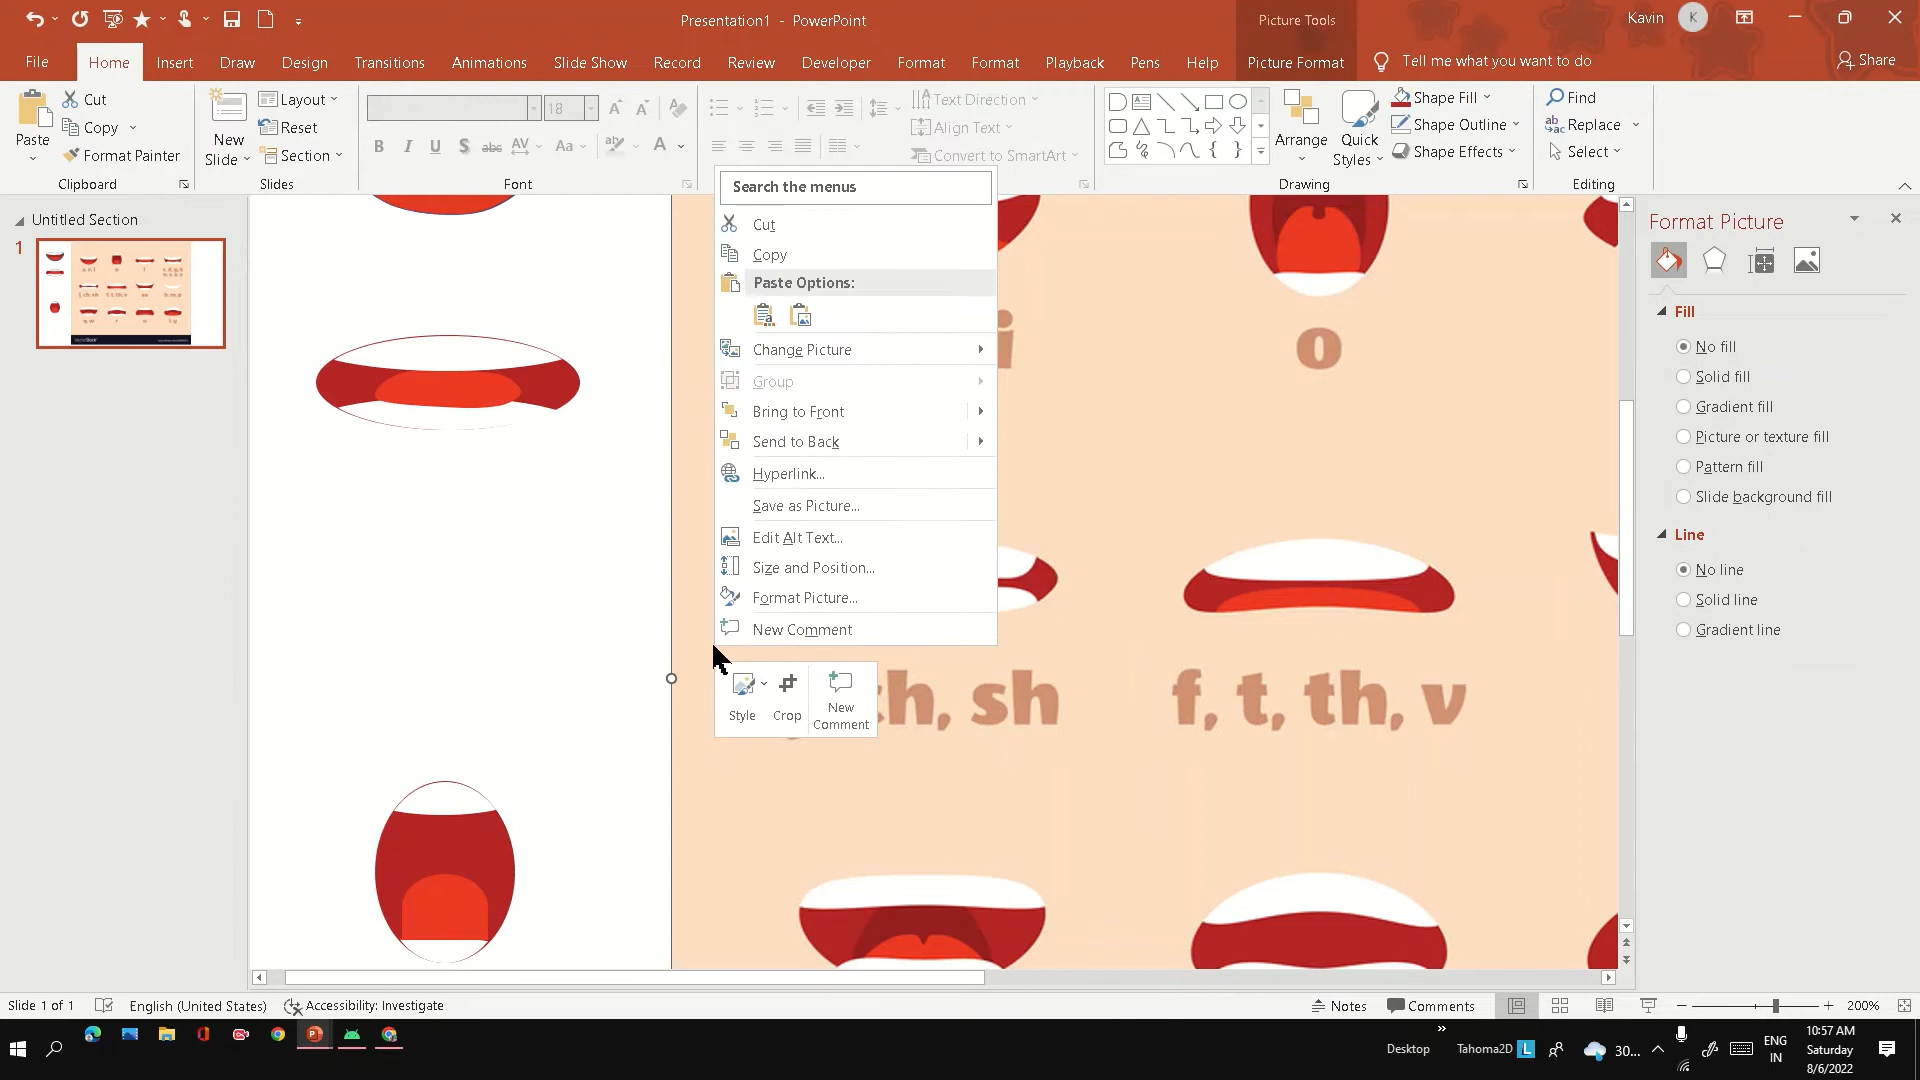 Presentation1 - PowerPoint
Picture Tools
Kavin
K
File
Home
Insert
Draw
Design
Transitions
Animations
Slide Show
Record
Review
Developer
Format
Format
Playback
Pens
Help
Picture Format
Tell me what you want to do
Share
Paste
Cut
Copy
Format Painter
Clipboard
New Slide
Layout
Reset
Section
Slides
18
B I U S abc AV Aa A
Font
Text Direction
Align Text
Convert to SmartArt
Arrange
Quick Styles
Shape Fill
Shape Outline
Shape Effects
Drawing
Find
Replace
Select
Editing
Untitled Section
1
Search the menus
Cut
Copy
Paste Options:
Change Picture
Group
Bring to Front
Send to Back
Hyperlink...
Save as Picture...
Edit Alt Text...
Size and Position...
Format Picture...
New Comment
Style
Crop
New Comment
i
o
ch, sh
f, t, th, v
Format Picture
Fill
No fill
Solid fill
Gradient fill
Picture or texture fill
Pattern fill
Slide background fill
Line
No line
Solid line
Gradient line
Slide 1 of 1
English (United States)
Accessibility: Investigate
Notes
Comments
200%
Desktop
Tahoma2D
L
30...
ENG
IN
10:57 AM
Saturday
8/6/2022